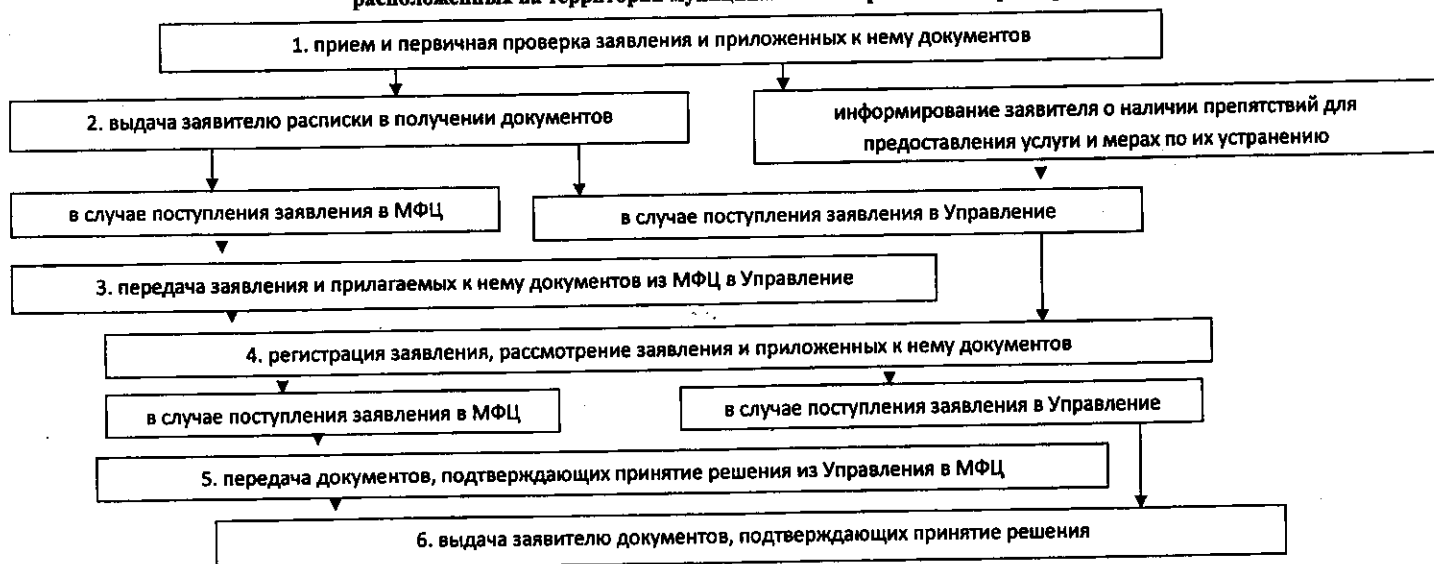 расположенных на территории
1. прием и первичная проверка заявления и приложенных к нему документов
2. выдача заявителю расписки в получении документов
информирование заявителя о наличии препятствий для
предоставления услуги и мерах по их устранению
в случае поступления заявления в МФЦ
в случае поступления заявления в Управление
3. передача заявления и прилагаемых к нему документов из МФЦ в Управление
4. регистрация заявления, рассмотрение заявления и приложенных к нему документов
в случае поступления заявления в МФЦ
в случае поступления заявления в Управление
5. передача документов, подтверждающих принятие решения из Управления в МФЦ
6. выдача заявителю документов, подтверждающих принятие решения